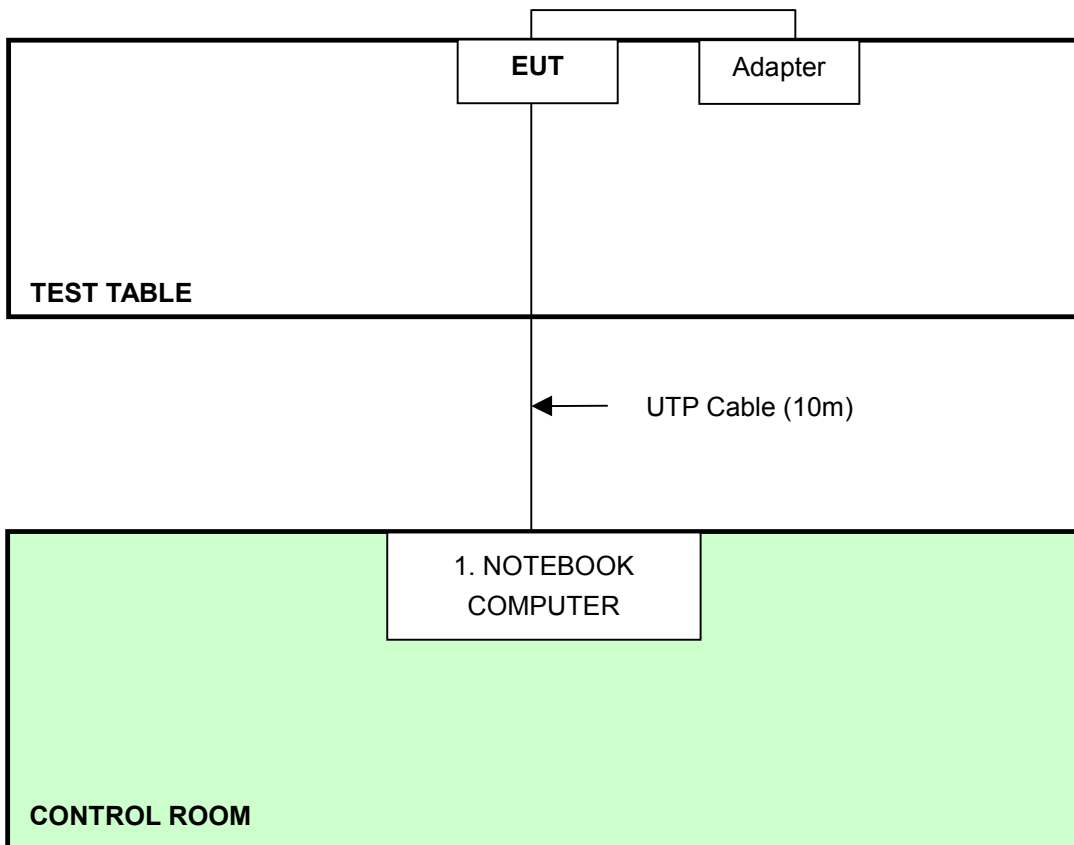 EUT
Adapter
TEST TABLE
UTP Cable (10m)
1. NOTEBOOK
COMPUTER
CONTROL ROOM